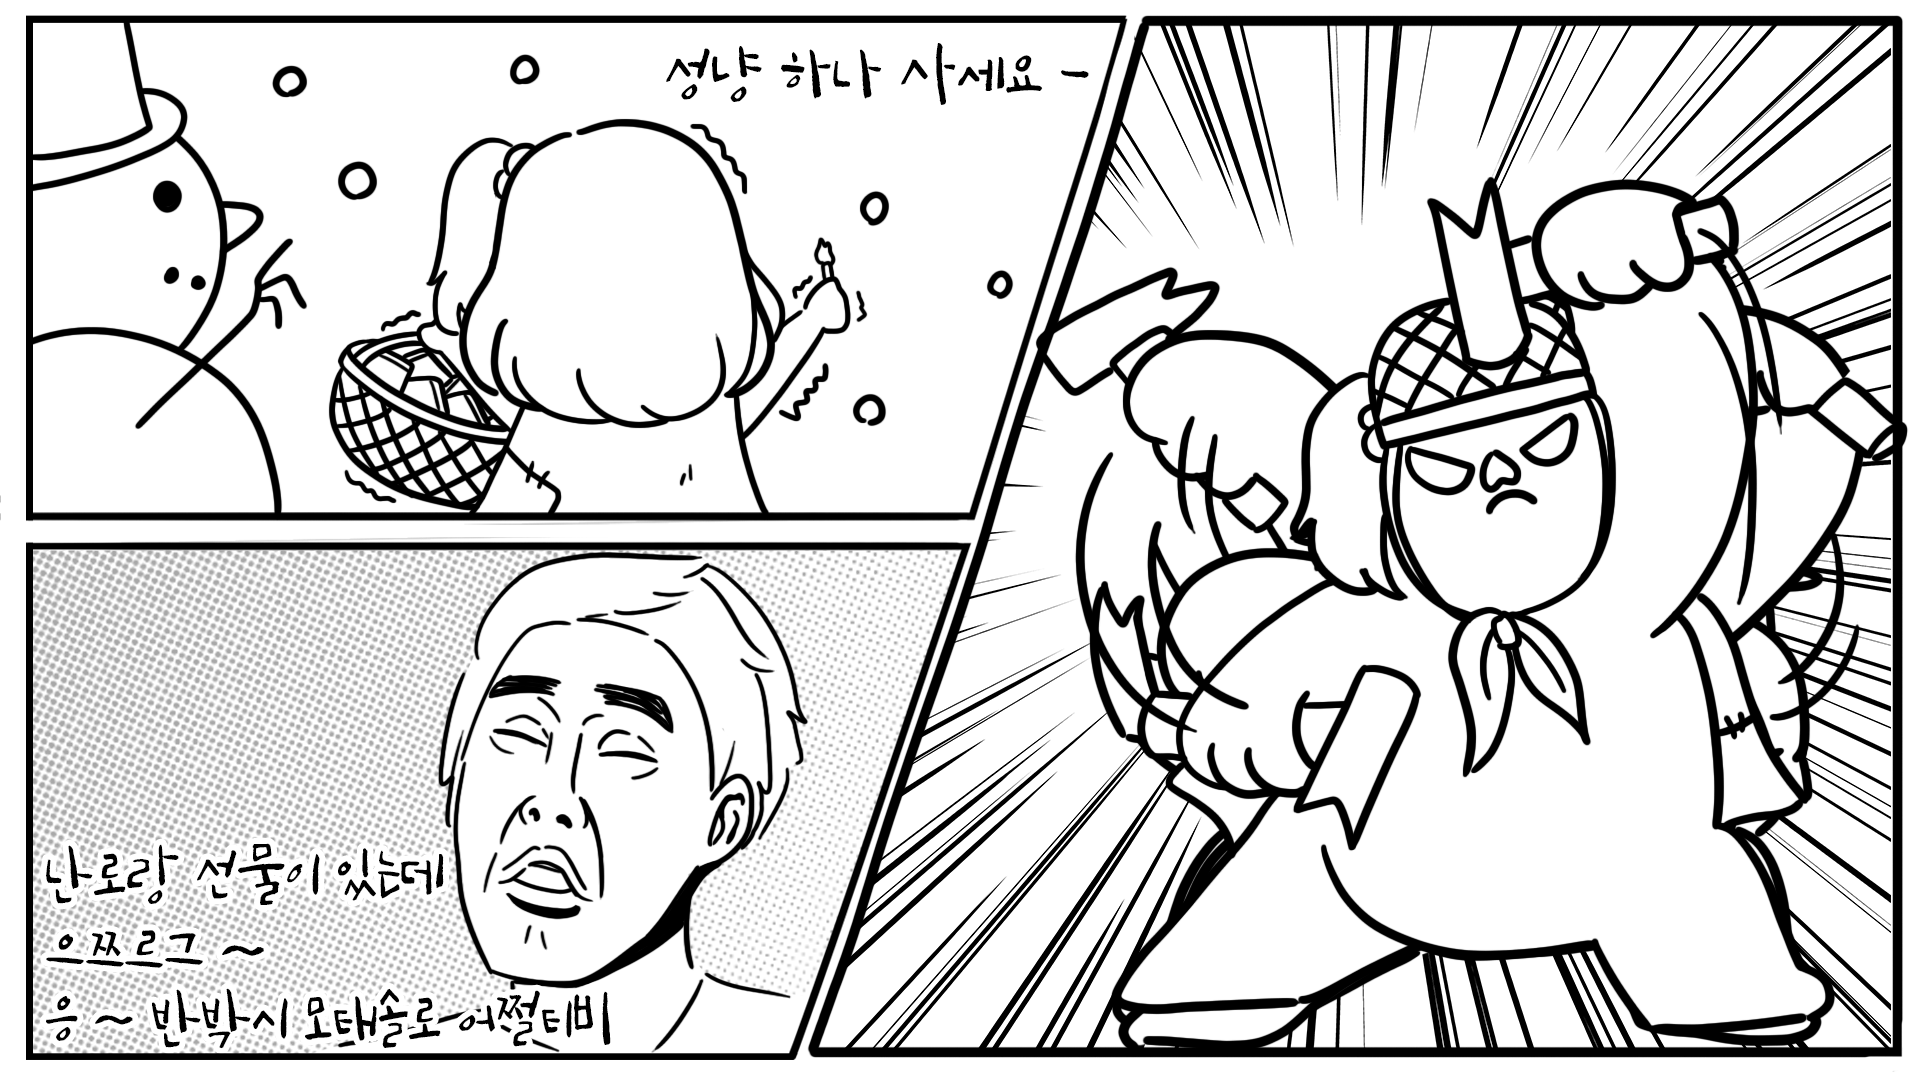 성냥 하나 사세요 -
난로랑 선물이 있는데
으쯔르그 ~
응 ~ 반박시 모태솔로 어쩔티비